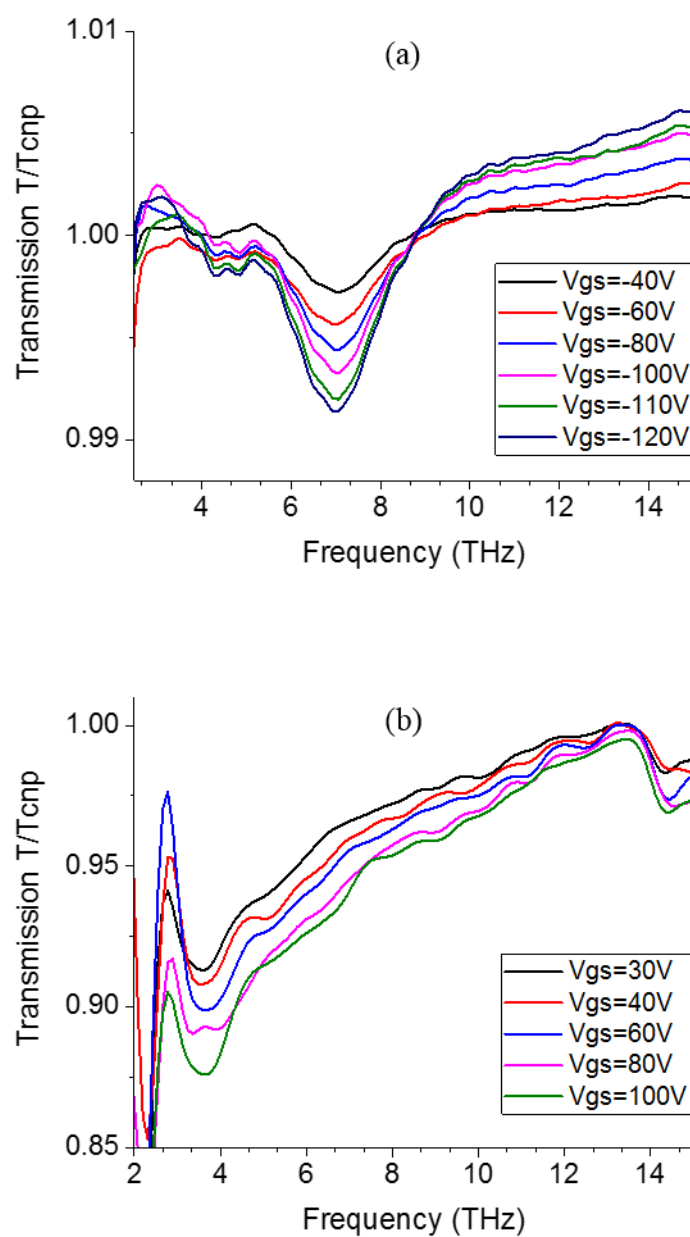 (a)
Transmission T/Tcnp
1.01
1.00
0.99
Vgs=-40V
Vgs=-60V
Vgs=-80V
Vgs=-100V
Vgs=-110V
Vgs=-120V
4 6 8 10 12 14
Frequency (THz)
(b)
Transmission T/Tcnp
1.00
0.95
0.90
0.85
Vgs=30V
Vgs=40V
Vgs=60V
Vgs=80V
Vgs=100V
2 4 6 8 10 12 14
Frequency (THz)